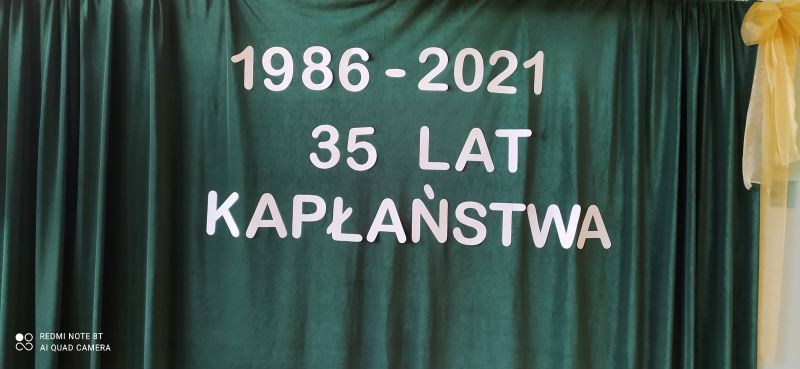 1986-2021
35 LAT
KAPŁAŃSTWA
REDMI NOTE 8T
AI QUAD CAMERA